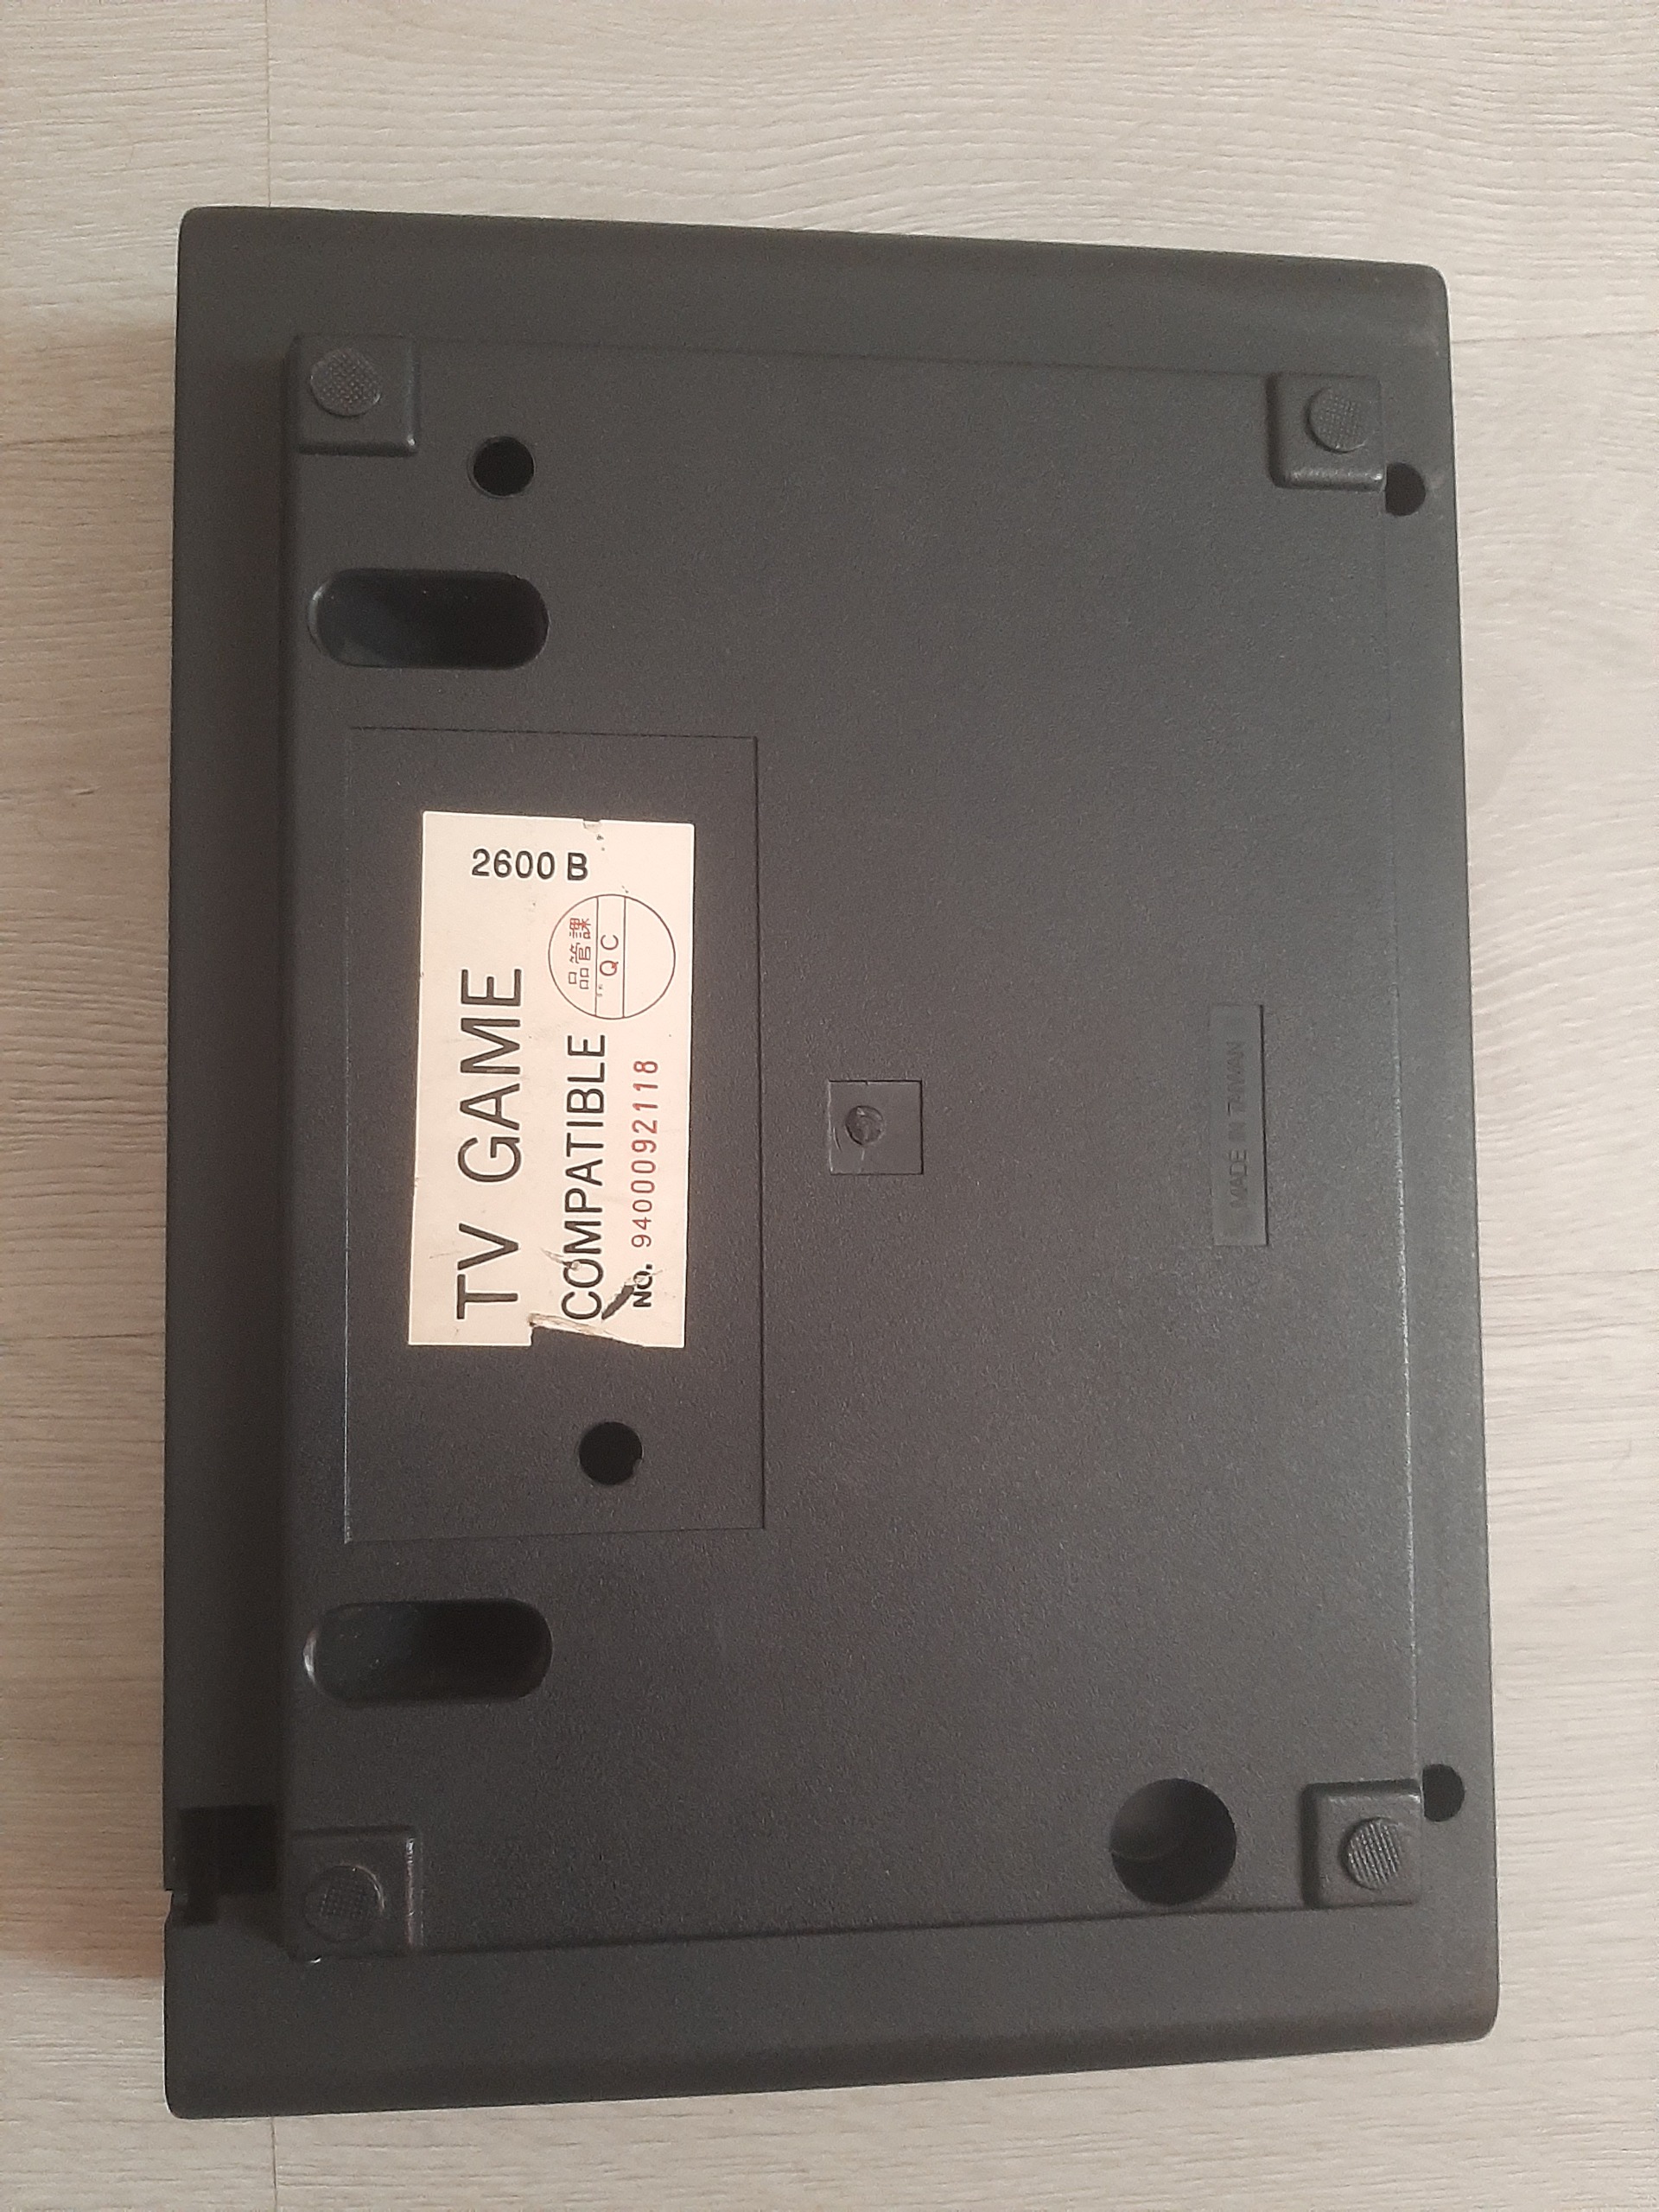 2600 B
TV GAME
COMPATIBLE
NO. 9400092118
品管課
QC
MADE IN TAIWAN